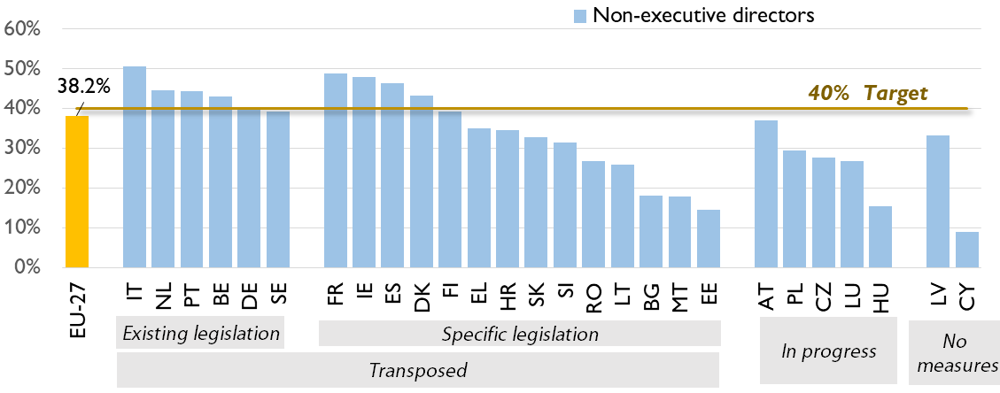 Non-executive directors
60%
50%
40%
30%
20%
10%
0%
38.2%
40% Target
EU-27
IT
NL
PT
BE
DE
SE
FR
IE
ES
DK
FI
EL
HR
SK
SI
RO
LT
BG
MT
EE
AT
PL
CZ
LU
HU
LV
CY
Existing legislation
Specific legislation
Transposed
In progress
No
measures